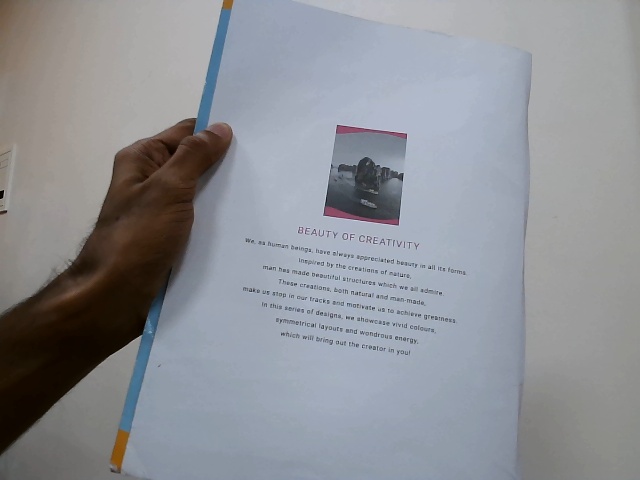 BEAUTY OF CREATIVITY
We, as human beings, have always appreciated beauty in all its forms.
Inspired by the creations of nature,
man has made beautiful structures which we all admire.
These creations, both natural and man-made,
make us stop in our tracks and motivate us to achieve greatness.
In this series of designs, we showcase vivid colours,
symmetrical layouts and wondrous energy,
which will bring out the creator in you!